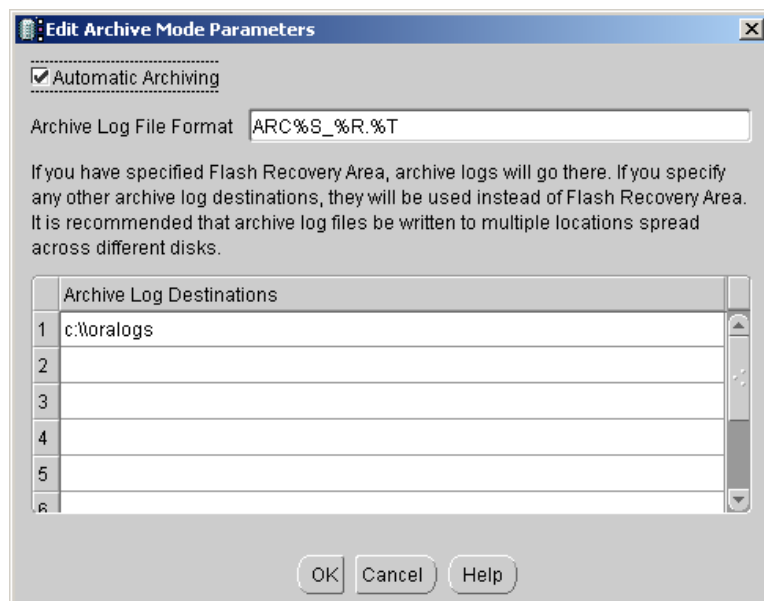 Edit Archive Mode Parameters
Automatic Archiving
Archive Log File Format ARC%S_%R.%T
If you have specified Flash Recovery Area, archive logs will go there. If you specify
any other archive log destinations, they will be used instead of Flash Recovery Area.
It is recommended that archive log files be written to multiple locations spread
across different disks.
Archive Log Destinations
1 c:\\oralogs
2
3
4
5
6
OK Cancel Help